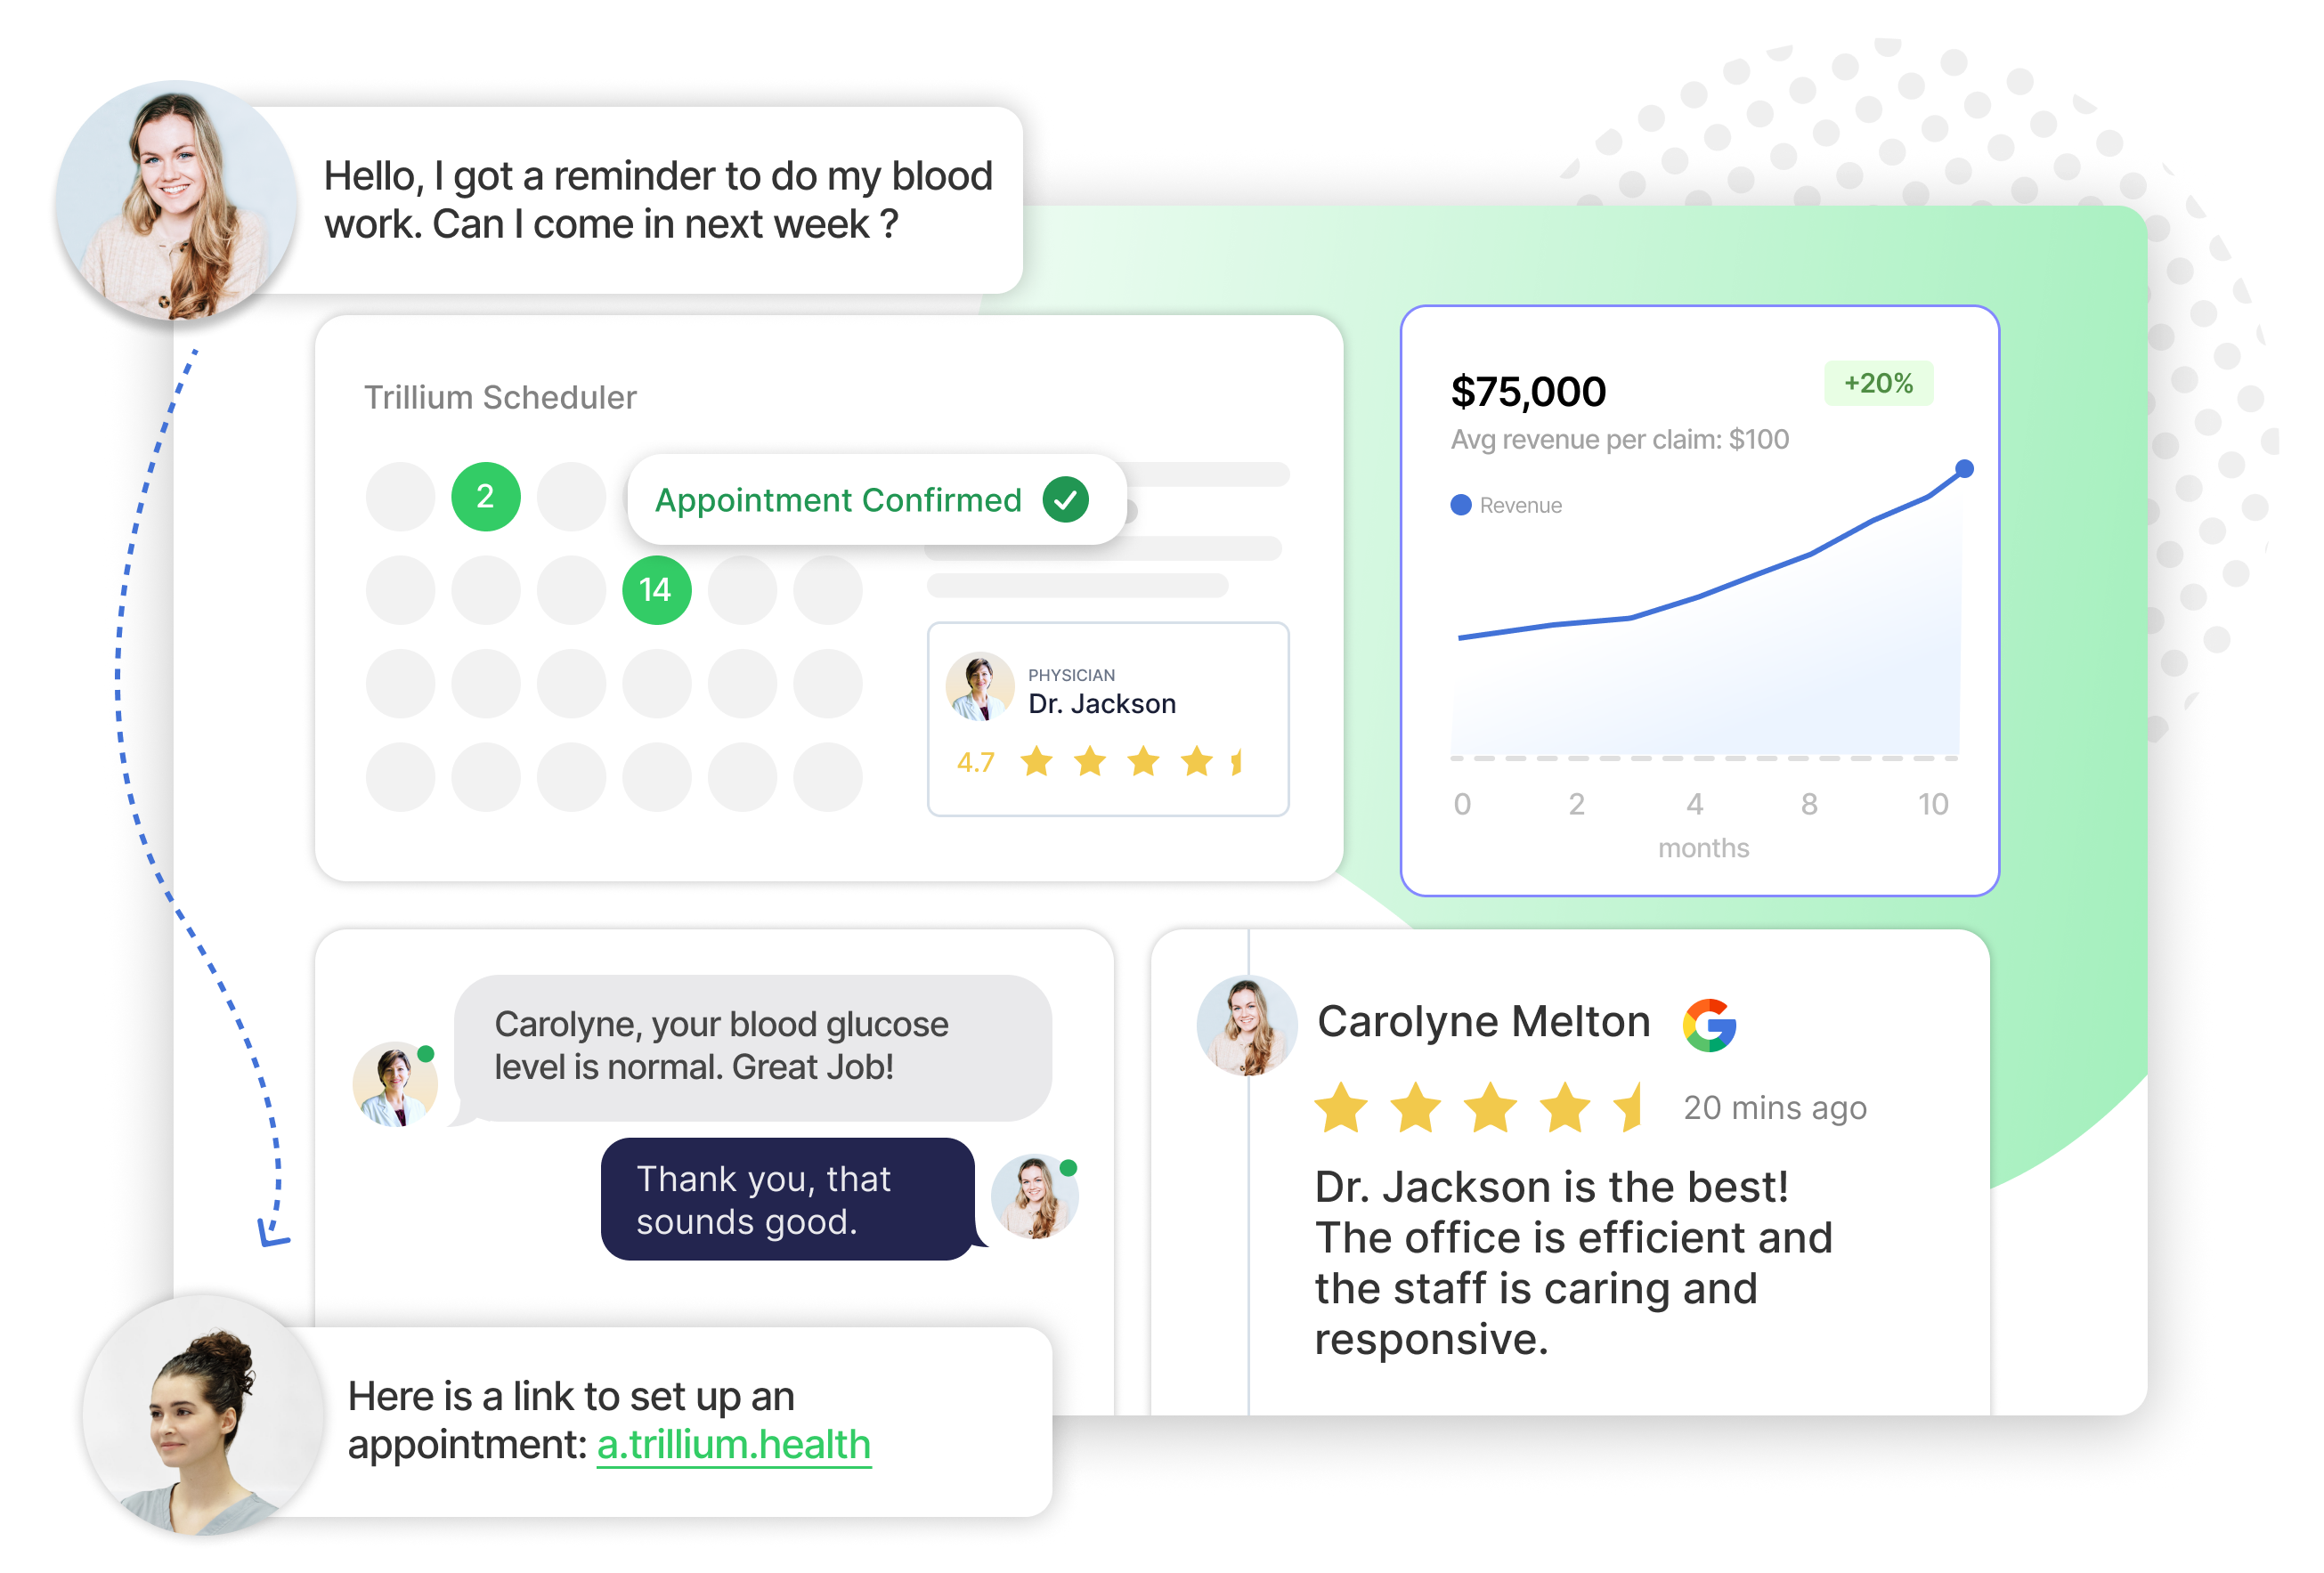 Hello, I got a reminder to do my blood
work. Can I come in next week ?
Trillium Scheduler
2
Appointment Confirmed
14
PHYSICIAN
Dr. Jackson
4.7
$75,000
+20%
Avg revenue per claim: $100
Revenue
0 2 4 8 10
months
Carolyne, your blood glucose
level is normal. Great Job!
Thank you, that
sounds good.
Carolyne Melton
20 mins ago
Dr. Jackson is the best!
The office is efficient and
the staff is caring and
responsive.
Here is a link to set up an
appointment: a.trillium.health